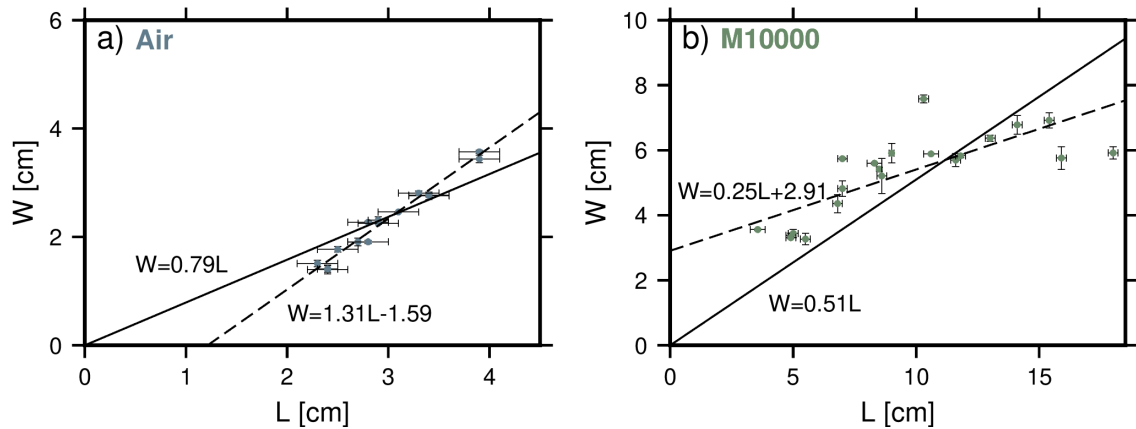 a) Air
W [cm]
6
4
2
0
W=0.79L
W=1.31L-1.59
0 1 2 3 4
L [cm]
b) M10000
W [cm]
10
8
6
4
2
0
W=0.25L+2.91
W=0.51L
0 5 10 15
L [cm]